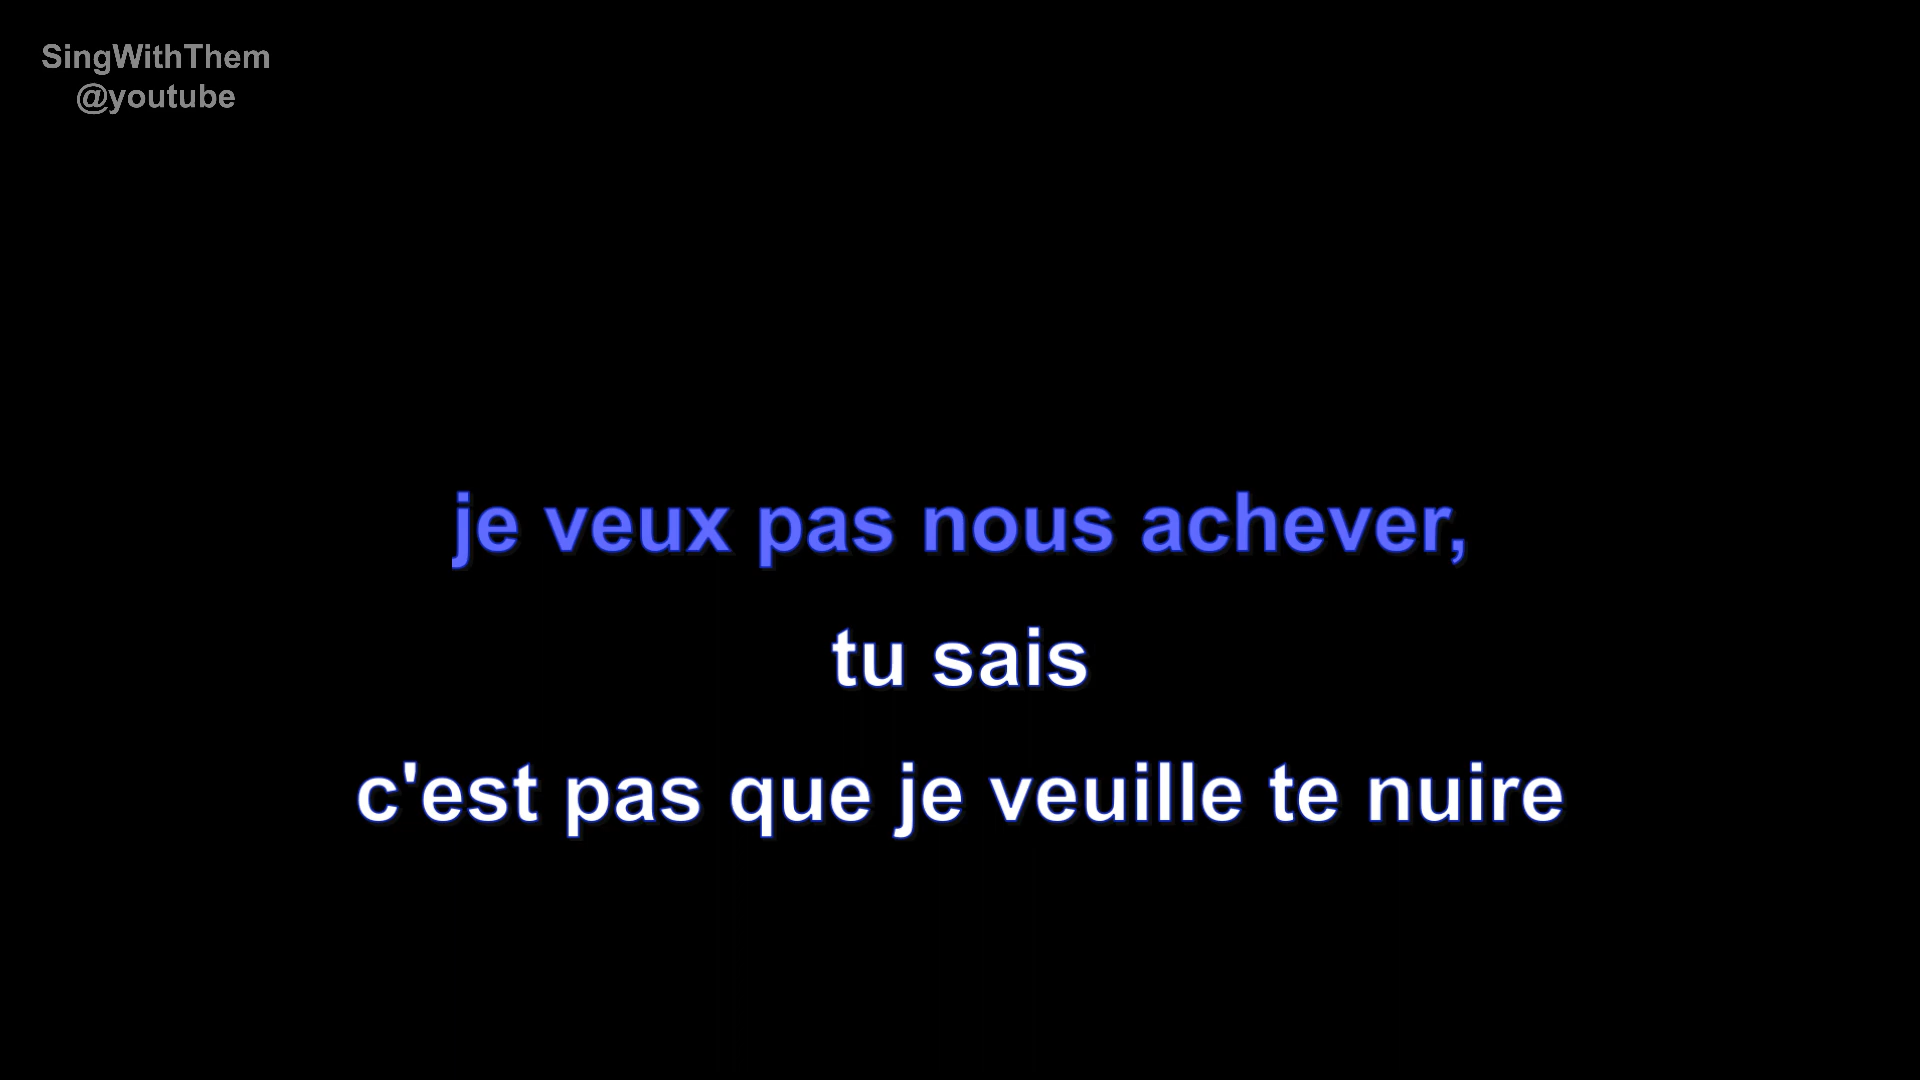 SingWithThem
@youtube
je veux pas nous achever,
tu sais
c'est pas que je veuille te nuire